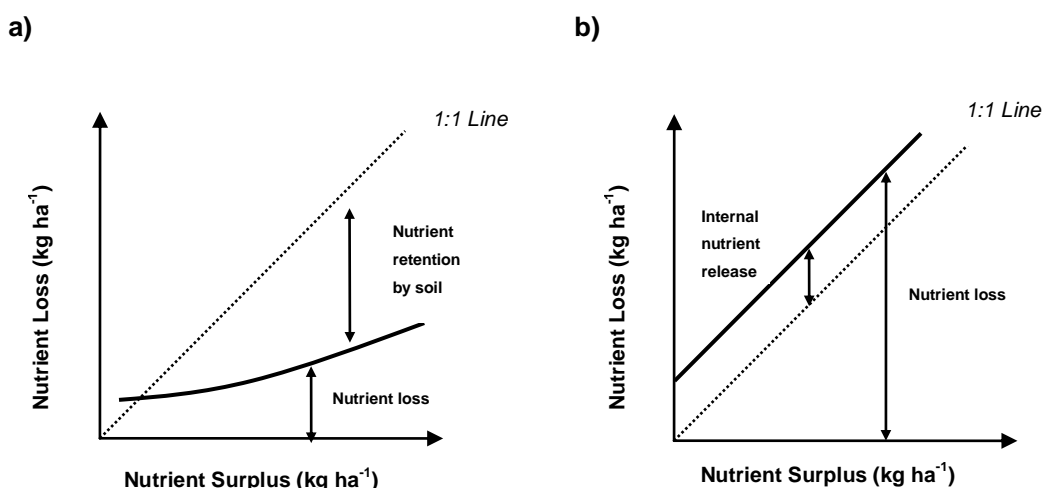 a)
1:1 Line
Nutrient Loss (kg ha⁻¹)
Nutrient
retention
by soil
Nutrient loss
Nutrient Surplus (kg ha⁻¹)
b)
1:1 Line
Nutrient Loss (kg ha⁻¹)
Internal
nutrient
release
Nutrient loss
Nutrient Surplus (kg ha⁻¹)